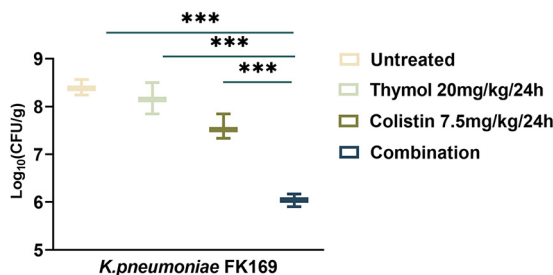 ***
***
***
Log10(CFU/g)
9
8
7
6
5
K.pneumoniae FK169
Untreated
Thymol 20mg/kg/24h
Colistin 7.5mg/kg/24h
Combination